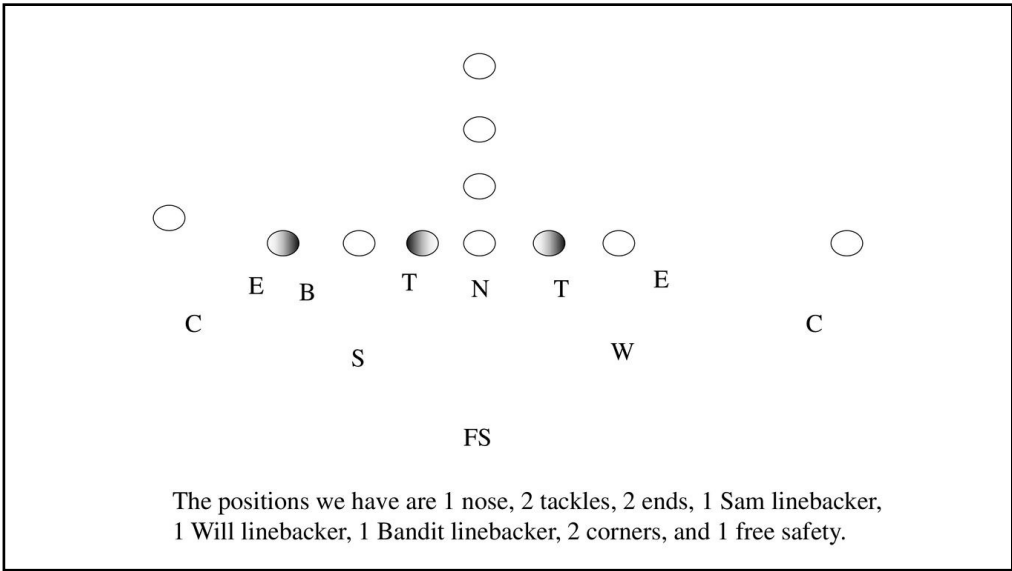 E B T N T E
C C
S W
FS
The positions we have are 1 nose, 2 tackles, 2 ends, 1 Sam linebacker,
1 Will linebacker, 1 Bandit linebacker, 2 corners, and 1 free safety.